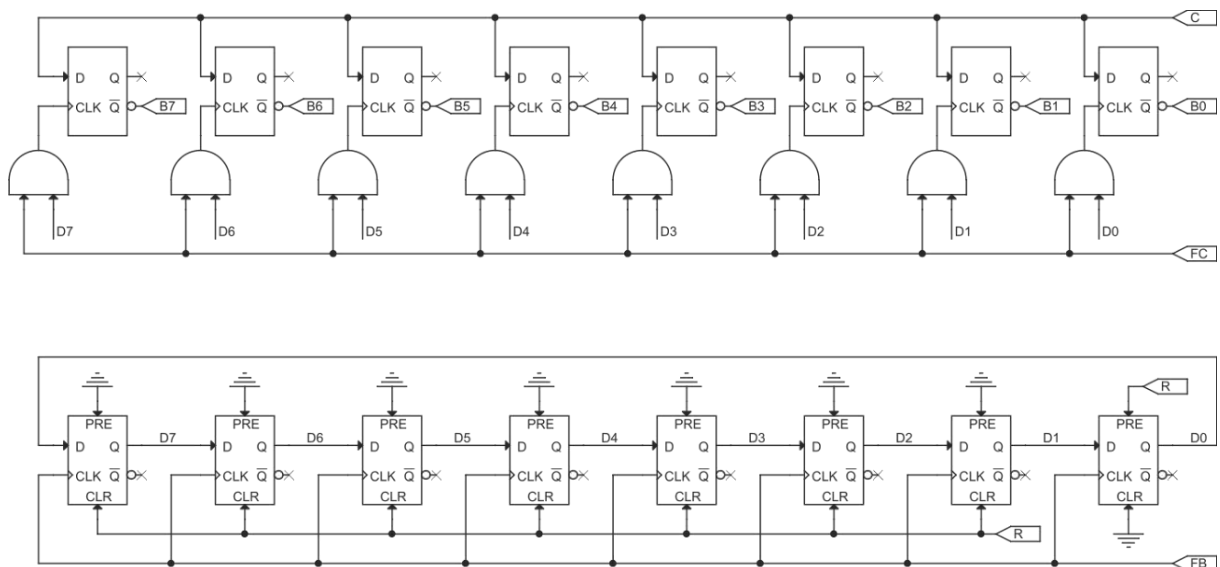 C
D Q D Q D Q D Q D Q D Q D Q D Q
CLK Q B7 CLK Q B6 CLK Q B5 CLK Q B4 CLK Q B3 CLK Q B2 CLK Q B1 CLK Q B0
D7 D6 D5 D4 D3 D2 D1 D0
FC
R
PRE PRE PRE PRE PRE PRE PRE PRE
D Q D7 D Q D6 D Q D5 D Q D4 D Q D3 D Q D2 D Q D1 D Q D0
CLK Q CLK Q CLK Q CLK Q CLK Q CLK Q CLK Q CLK Q
CLR CLR CLR CLR CLR CLR CLR CLR
R
FB